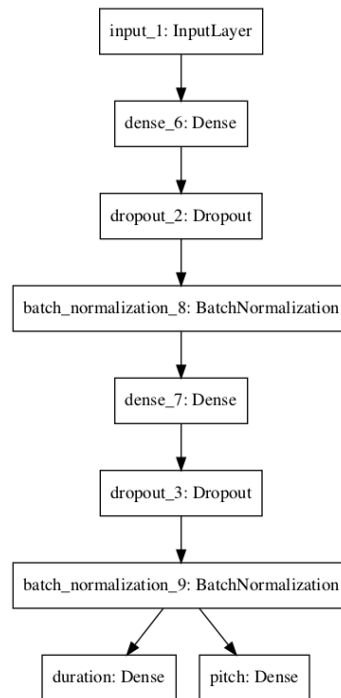 input_1: InputLayer
dense_6: Dense
dropout_2: Dropout
batch_normalization_8: BatchNormalization
dense_7: Dense
dropout_3: Dropout
batch_normalization_9: BatchNormalization
duration: Dense
pitch: Dense